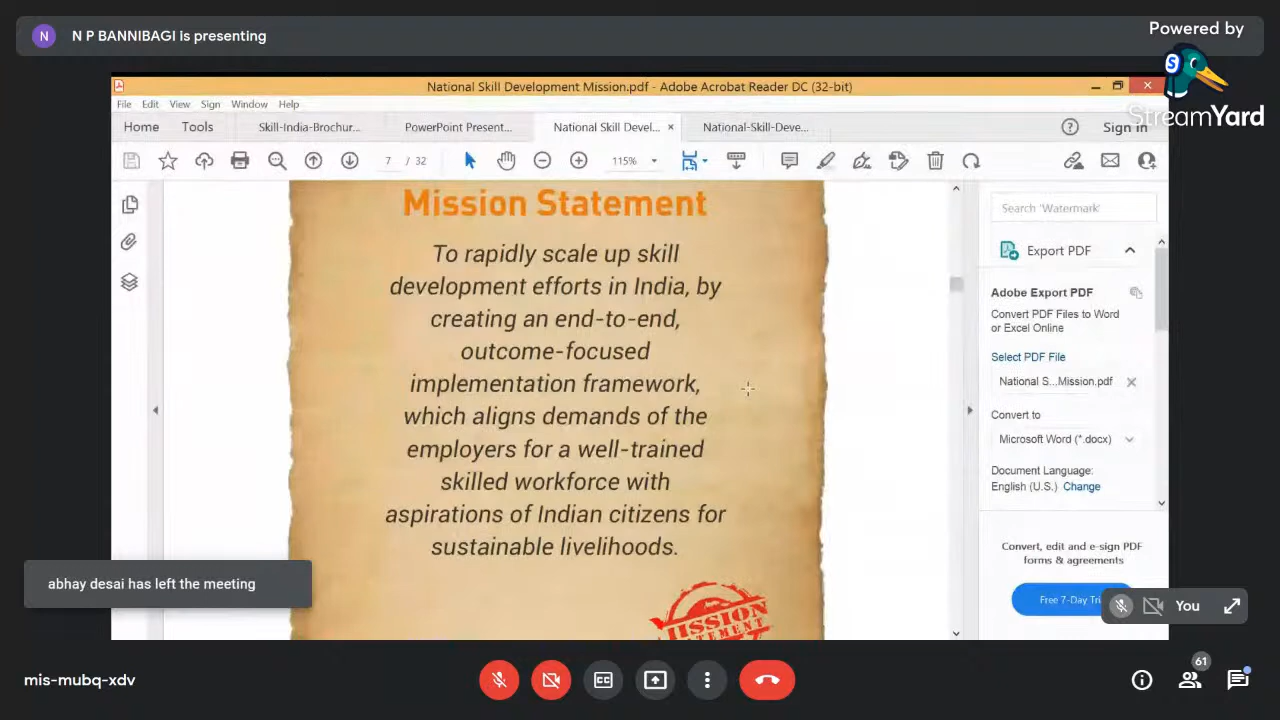 N
N P BANNIBAGI is presenting
Powered by
StreamYard
National Skill Development Mission.pdf - Adobe Acrobat Reader DC (32-bit)
File Edit View Sign Window Help
Home Tools Skill-India-Brochur... PowerPoint Present... National Skill Devel... × National-Skill-Deve... Sign In
7 / 32 115%
Mission Statement
To rapidly scale up skill
development efforts in India, by
creating an end-to-end,
outcome-focused
implementation framework,
which aligns demands of the
employers for a well-trained
skilled workforce with
aspirations of Indian citizens for
sustainable livelihoods.
MISSION
STATEMENT
Search 'Watermark'
Export PDF
Adobe Export PDF
Convert PDF Files to Word
or Excel Online
Select PDF File
National S...Mission.pdf
Convert to
Microsoft Word (*.docx)
Document Language:
English (U.S.) Change
Convert, edit and e-sign PDF
forms & agreements
Free 7-Day
You
abhay desai has left the meeting
mis-mubq-xdv
61